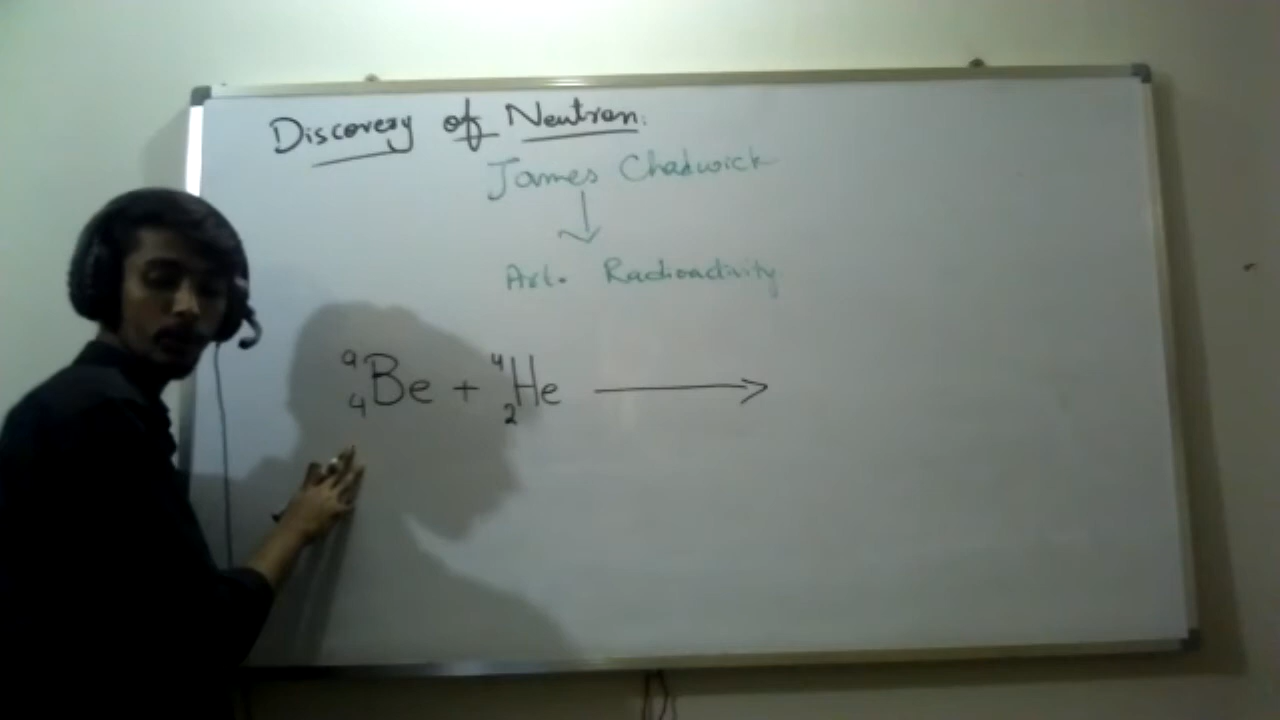 Discovery of Neutron.
James Chadwick
↓
Art. Radioactivity.
⁹₄Be + ⁴₂He ⟶